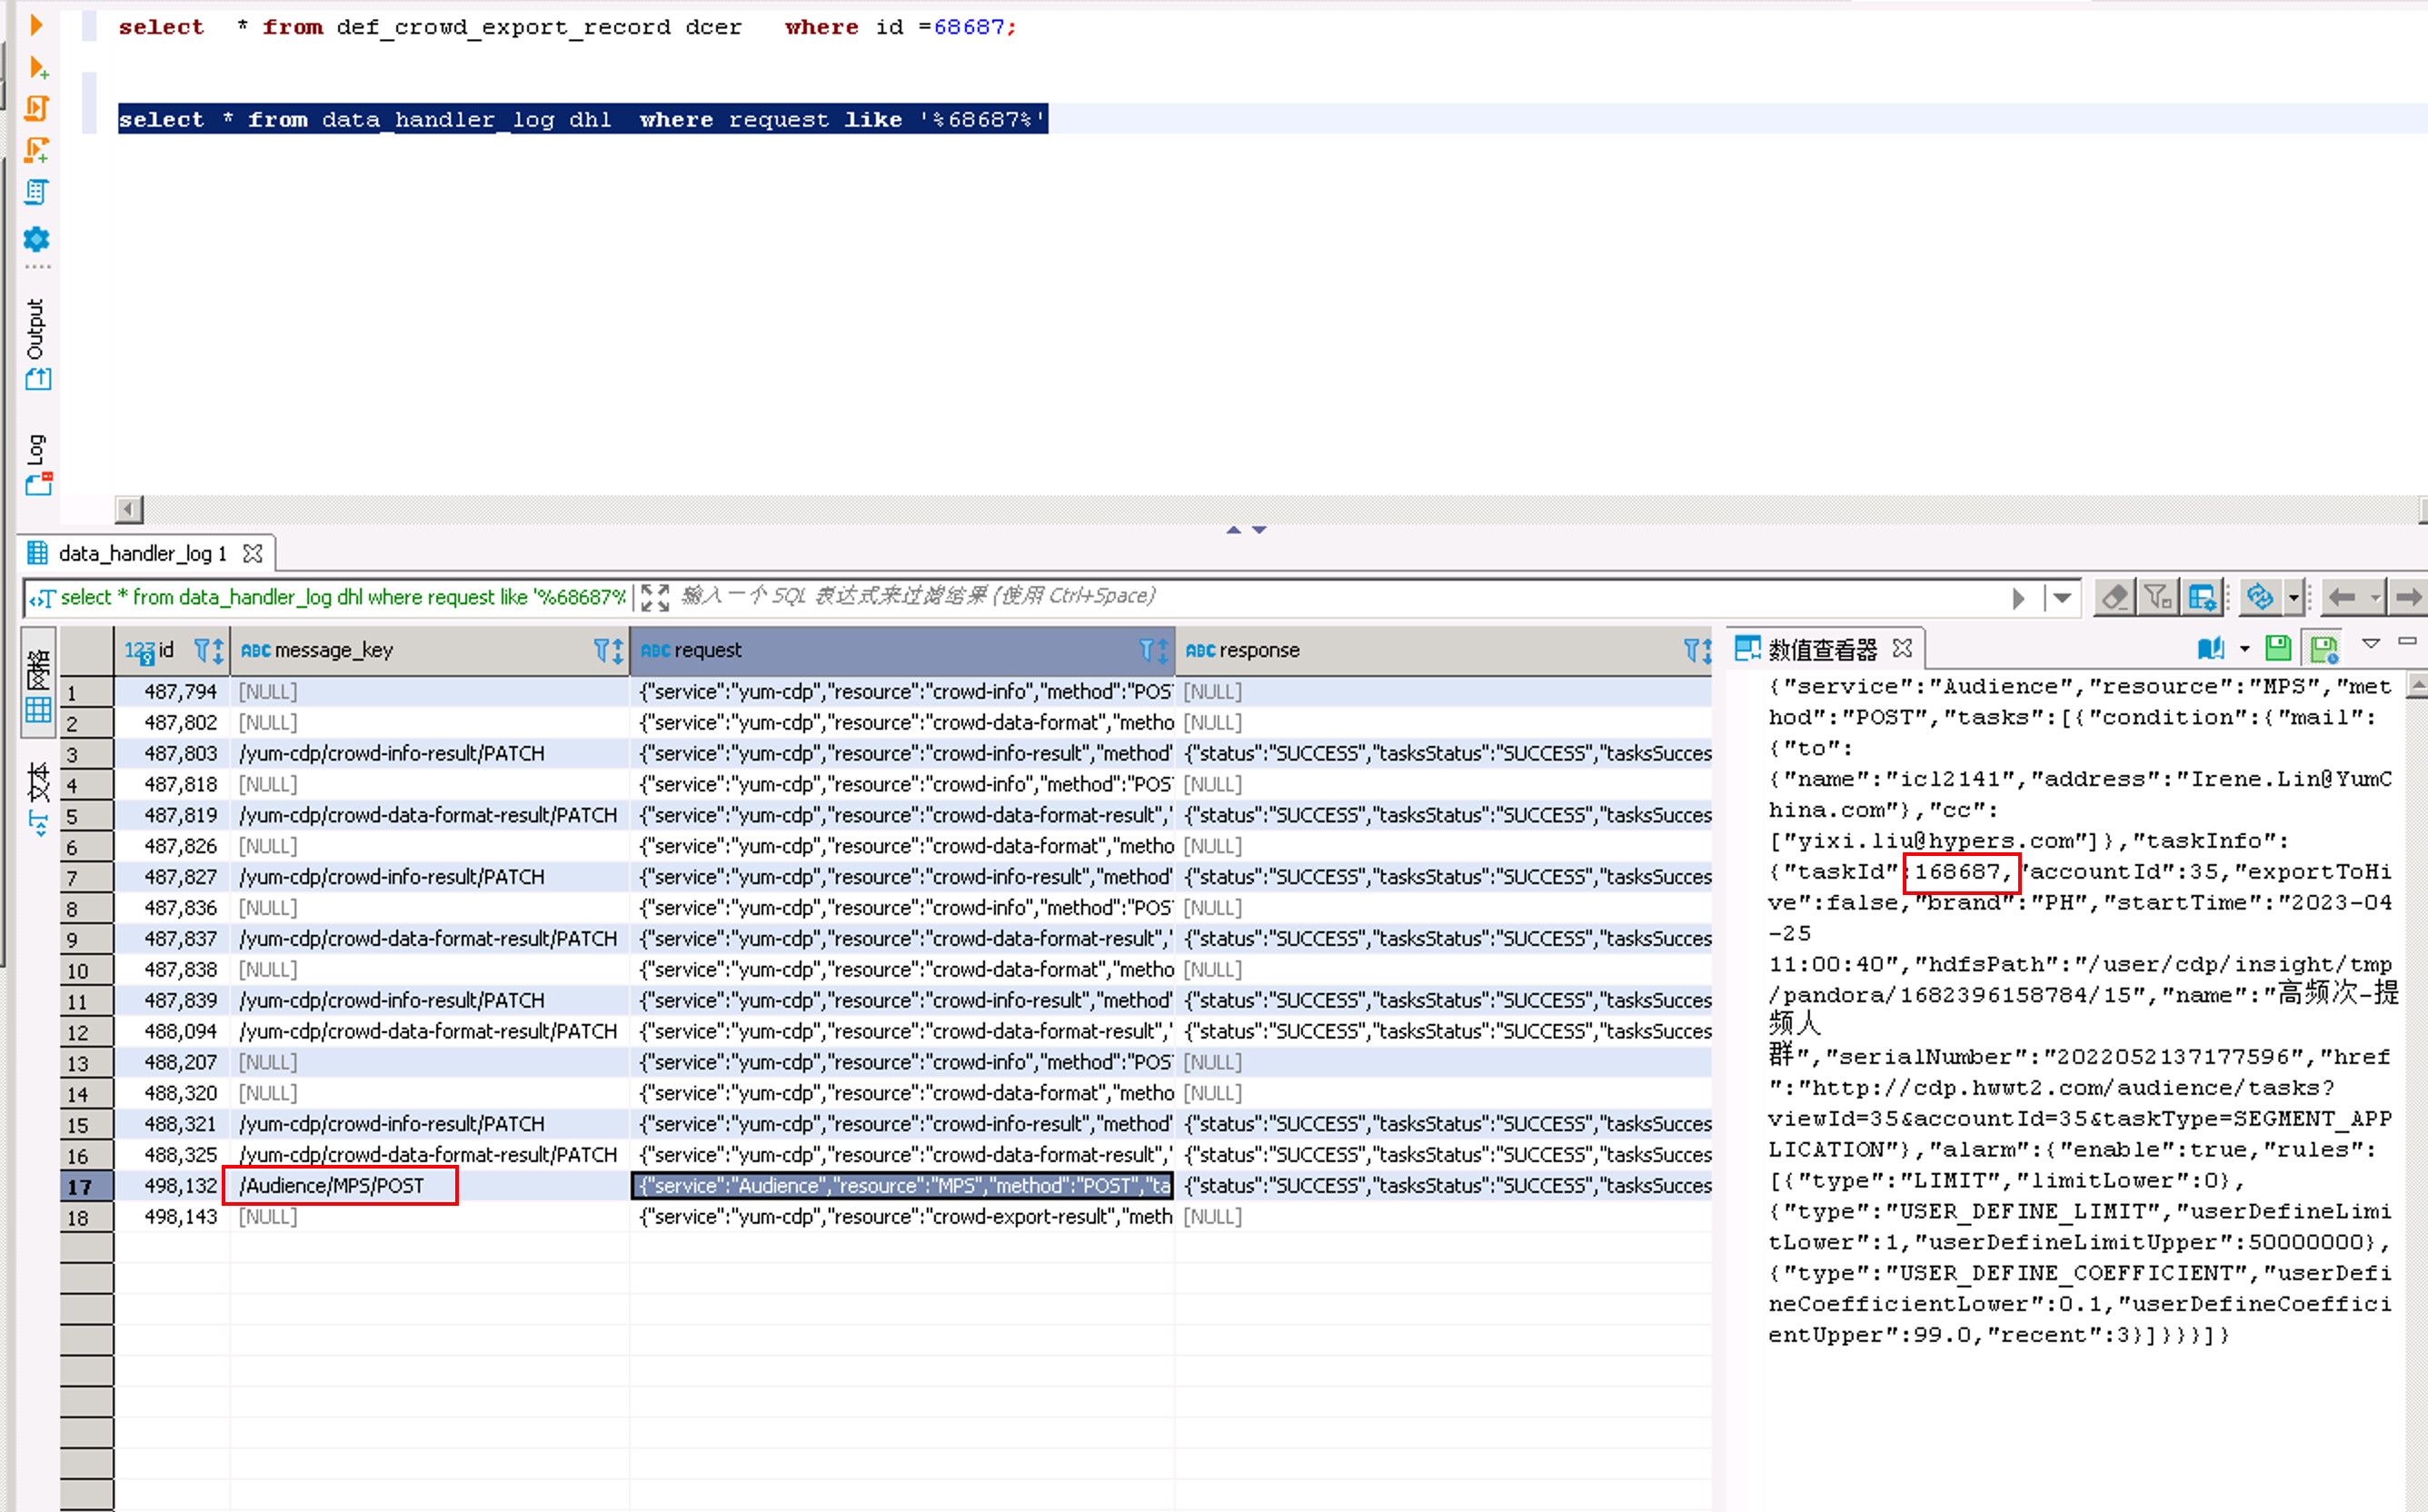 select  * from def_crowd_export_record dcer  where id =68687;
select * from data_handler_log dhl  where request like '%68687%'
Output
Log
data_handler_log 1
select * from data_handler_log dhl where request like '%68687%
输入一个 SQL 表达式来过滤结果 (使用 Ctrl+Space)
网格
文本
123 id ABC message_key ABC request ABC response
1 487,794 [NULL] {"service":"yum-cdp","resource":"crowd-info","method":"POS [NULL]
2 487,802 [NULL] {"service":"yum-cdp","resource":"crowd-data-format","metho [NULL]
3 487,803 /yum-cdp/crowd-info-result/PATCH {"service":"yum-cdp","resource":"crowd-info-result","method" {"status":"SUCCESS","tasksStatus":"SUCCESS","tasksSucces
4 487,818 [NULL] {"service":"yum-cdp","resource":"crowd-info","method":"POS [NULL]
5 487,819 /yum-cdp/crowd-data-format-result/PATCH {"service":"yum-cdp","resource":"crowd-data-format-result"," {"status":"SUCCESS","tasksStatus":"SUCCESS","tasksSucces
6 487,826 [NULL] {"service":"yum-cdp","resource":"crowd-data-format","metho [NULL]
7 487,827 /yum-cdp/crowd-info-result/PATCH {"service":"yum-cdp","resource":"crowd-info-result","method" {"status":"SUCCESS","tasksStatus":"SUCCESS","tasksSucces
8 487,836 [NULL] {"service":"yum-cdp","resource":"crowd-info","method":"POS [NULL]
9 487,837 /yum-cdp/crowd-data-format-result/PATCH {"service":"yum-cdp","resource":"crowd-data-format-result"," {"status":"SUCCESS","tasksStatus":"SUCCESS","tasksSucces
10 487,838 [NULL] {"service":"yum-cdp","resource":"crowd-data-format","metho [NULL]
11 487,839 /yum-cdp/crowd-info-result/PATCH {"service":"yum-cdp","resource":"crowd-info-result","method" {"status":"SUCCESS","tasksStatus":"SUCCESS","tasksSucces
12 488,094 /yum-cdp/crowd-data-format-result/PATCH {"service":"yum-cdp","resource":"crowd-data-format-result"," {"status":"SUCCESS","tasksStatus":"SUCCESS","tasksSucces
13 488,207 [NULL] {"service":"yum-cdp","resource":"crowd-info","method":"POS [NULL]
14 488,320 [NULL] {"service":"yum-cdp","resource":"crowd-data-format","metho [NULL]
15 488,321 /yum-cdp/crowd-info-result/PATCH {"service":"yum-cdp","resource":"crowd-info-result","method" {"status":"SUCCESS","tasksStatus":"SUCCESS","tasksSucces
16 488,325 /yum-cdp/crowd-data-format-result/PATCH {"service":"yum-cdp","resource":"crowd-data-format-result"," {"status":"SUCCESS","tasksStatus":"SUCCESS","tasksSucces
17 498,132 /Audience/MPS/POST {"service":"Audience","resource":"MPS","method":"POST","ta {"status":"SUCCESS","tasksStatus":"SUCCESS","tasksSucces
18 498,143 [NULL] {"service":"yum-cdp","resource":"crowd-export-result","meth [NULL]
数值查看器
{"service":"Audience","resource":"MPS","met
hod":"POST","tasks":[{"condition":{"mail":
{"to":
{"name":"icl2141","address":"Irene.Lin@YumC
hina.com"},"cc":
["yixi.liu@hypers.com"]},"taskInfo":
{"taskId":168687,"accountId":35,"exportToHi
ve":false,"brand":"PH","startTime":"2023-04
-25
11:00:40","hdfsPath":"/user/cdp/insight/tmp
/pandora/1682396158784/15","name":"高频次-提
频人
群","serialNumber":"2022052137177596","href
":"http://cdp.hwwt2.com/audience/tasks?
viewId=35&accountId=35&taskType=SEGMENT_APP
LICATION"},"alarm":{"enable":true,"rules":
[{"type":"LIMIT","limitLower":0},
{"type":"USER_DEFINE_LIMIT","userDefineLimi
tLower":1,"userDefineLimitUpper":50000000},
{"type":"USER_DEFINE_COEFFICIENT","userDefi
neCoefficientLower":0.1,"userDefineCoeffici
entUpper":99.0,"recent":3}]}}}]}